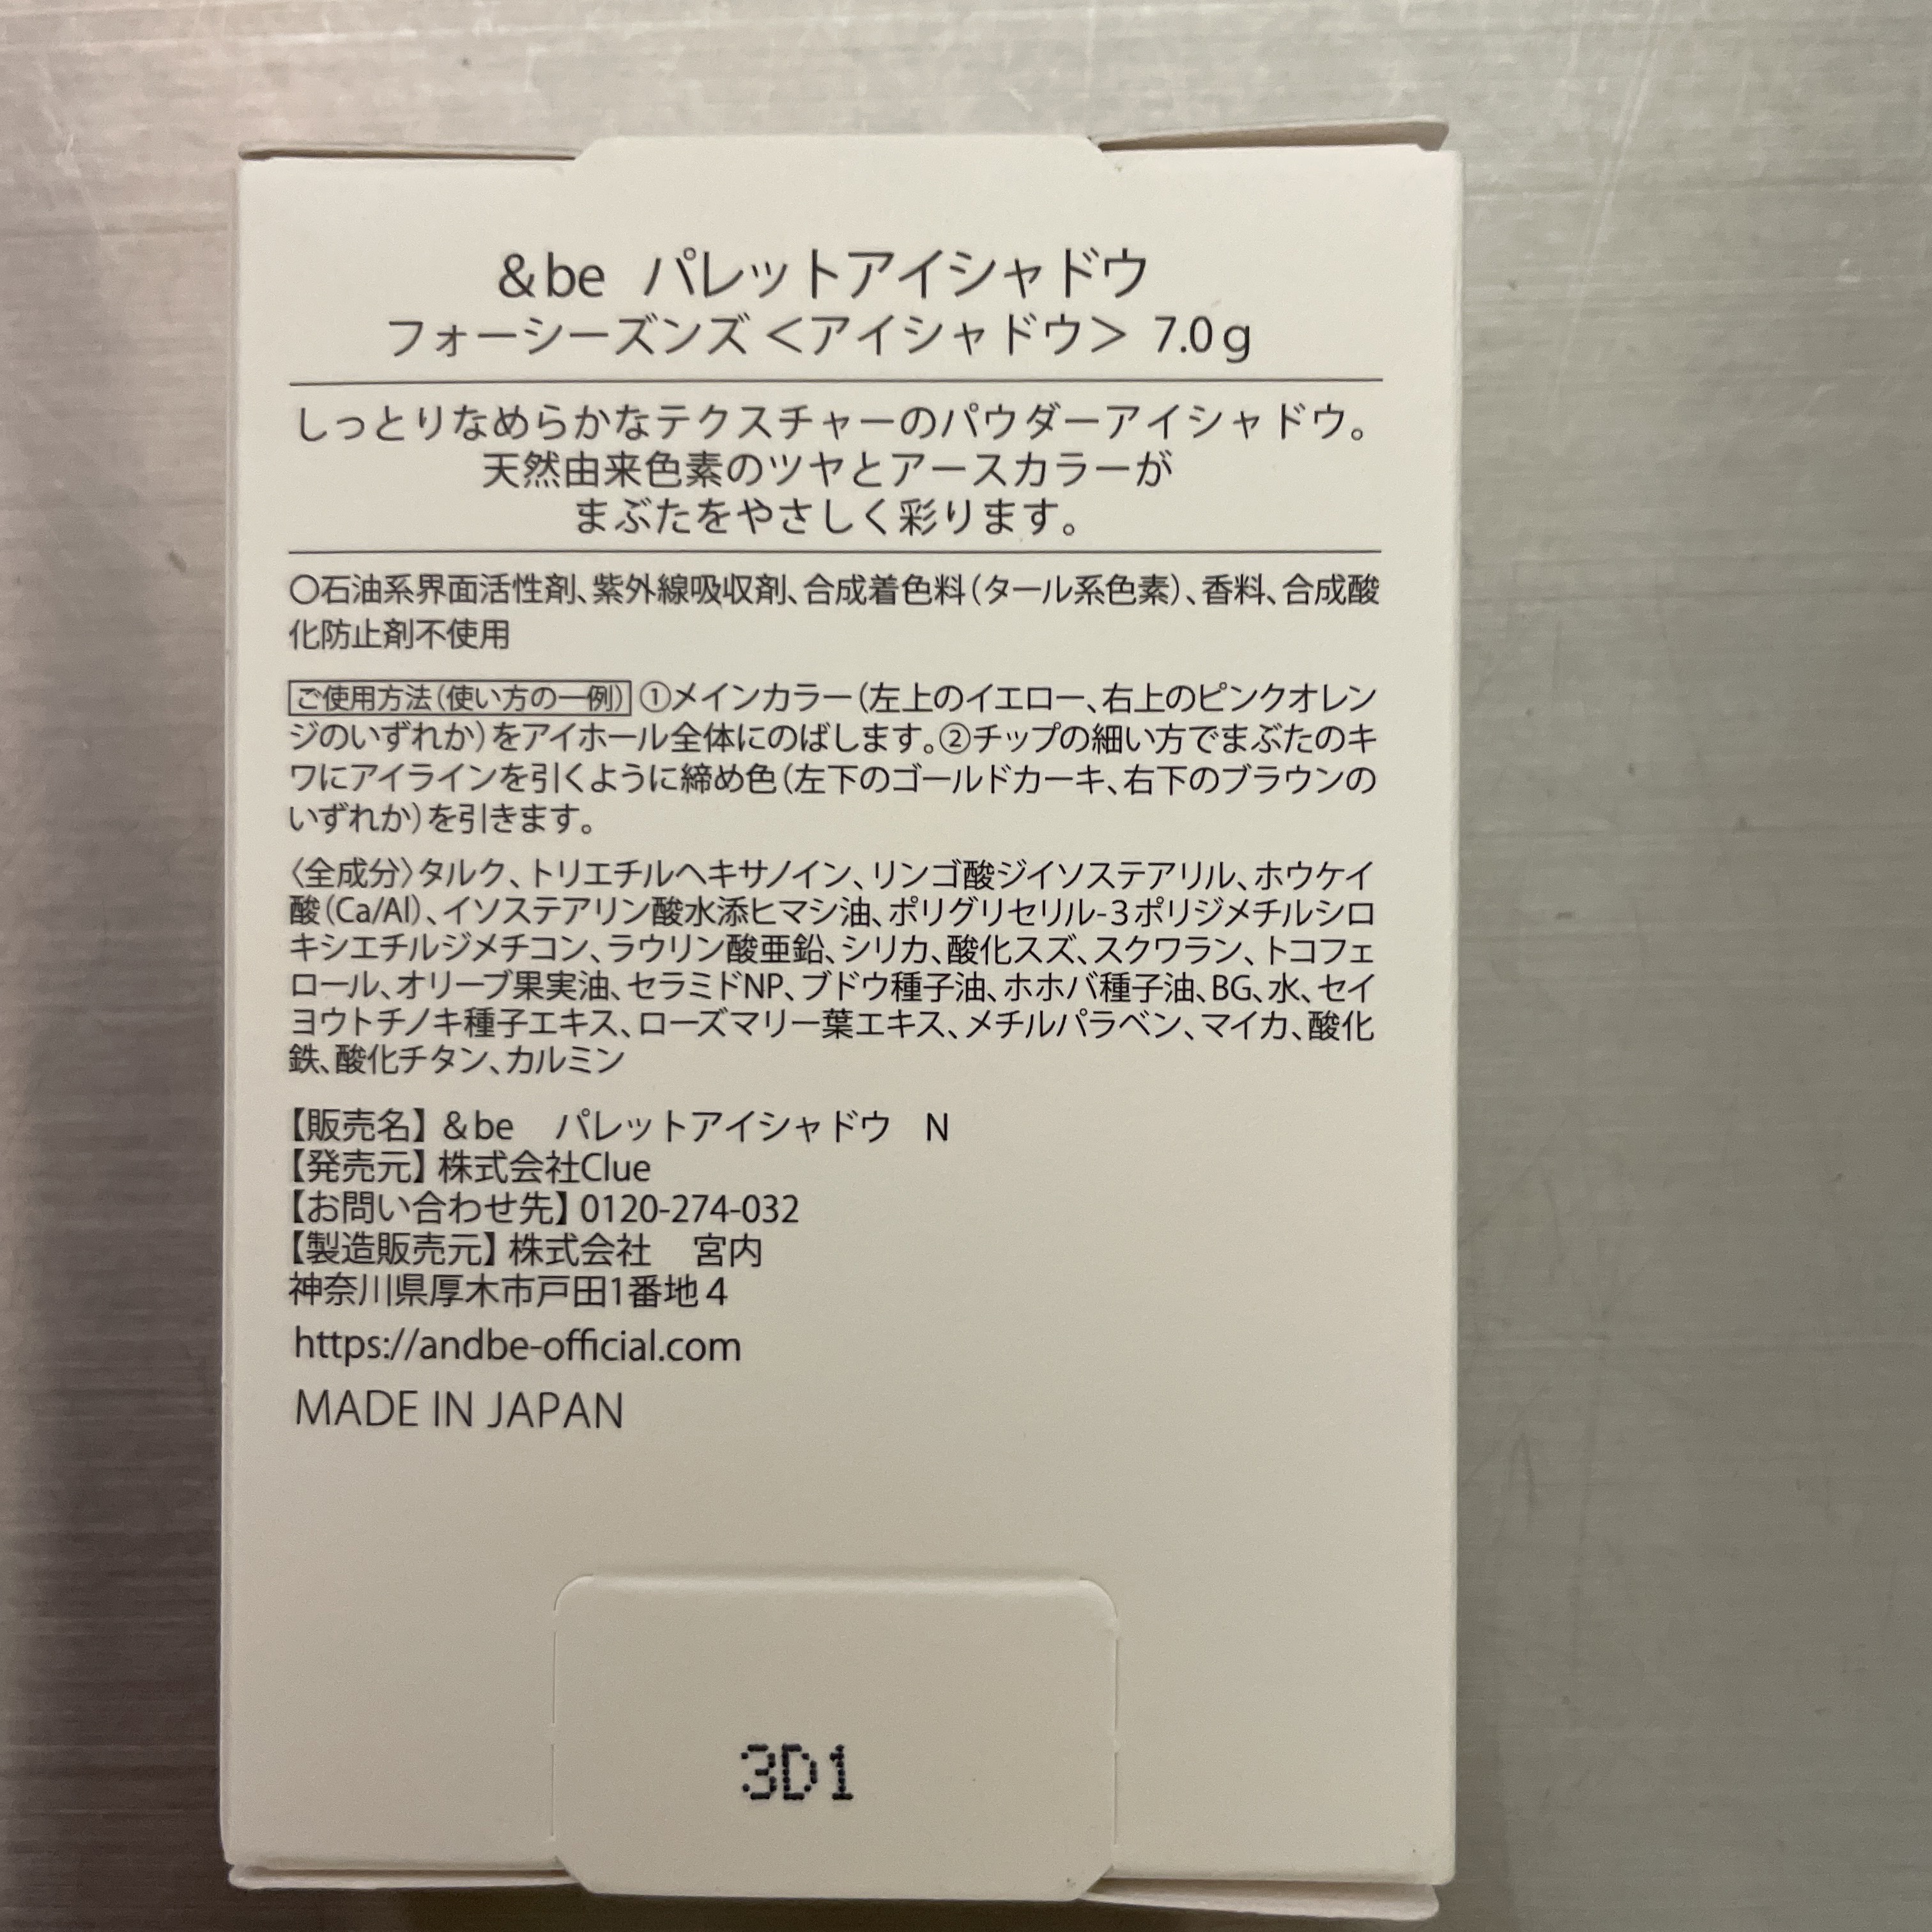 &be パレットアイシャドウ
フォーシーズンズ＜アイシャドウ＞ 7.0g
しっとりなめらかなテクスチャーのパウダーアイシャドウ。
天然由来色素のツヤとアースカラーが
まぶたをやさしく彩ります。
〇石油系界面活性剤、紫外線吸収剤、合成着色料（タール系色素）、香料、合成酸
化防止剤不使用
ご使用方法（使い方の一例） ①メインカラー（左上のイエロー、右上のピンクオレン
ジのいずれか）をアイホール全体にのばします。②チップの細い方でまぶたのキ
ワにアイラインを引くように締め色（左下のゴールドカーキ、右下のブラウンの
いずれか）を引きます。
〈全成分〉タルク、トリエチルヘキサノイン、リンゴ酸ジイソステアリル、ホウケイ
酸（Ca/Al）、イソステアリン酸水添ヒマシ油、ポリグリセリル-3ポリジメチルシロ
キシエチルジメチコン、ラウリン酸亜鉛、シリカ、酸化スズ、スクワラン、トコフェ
ロール、オリーブ果実油、セラミドNP、ブドウ種子油、ホホバ種子油、BG、水、セイ
ヨウトチノキ種子エキス、ローズマリー葉エキス、メチルパラベン、マイカ、酸化
鉄、酸化チタン、カルミン
【販売名】 &be パレットアイシャドウ N
【発売元】 株式会社Clue
【お問い合わせ先】 0120-274-032
【製造販売元】 株式会社 宮内
神奈川県厚木市戸田1番地4
https://andbe-official.com
MADE IN JAPAN
3D1